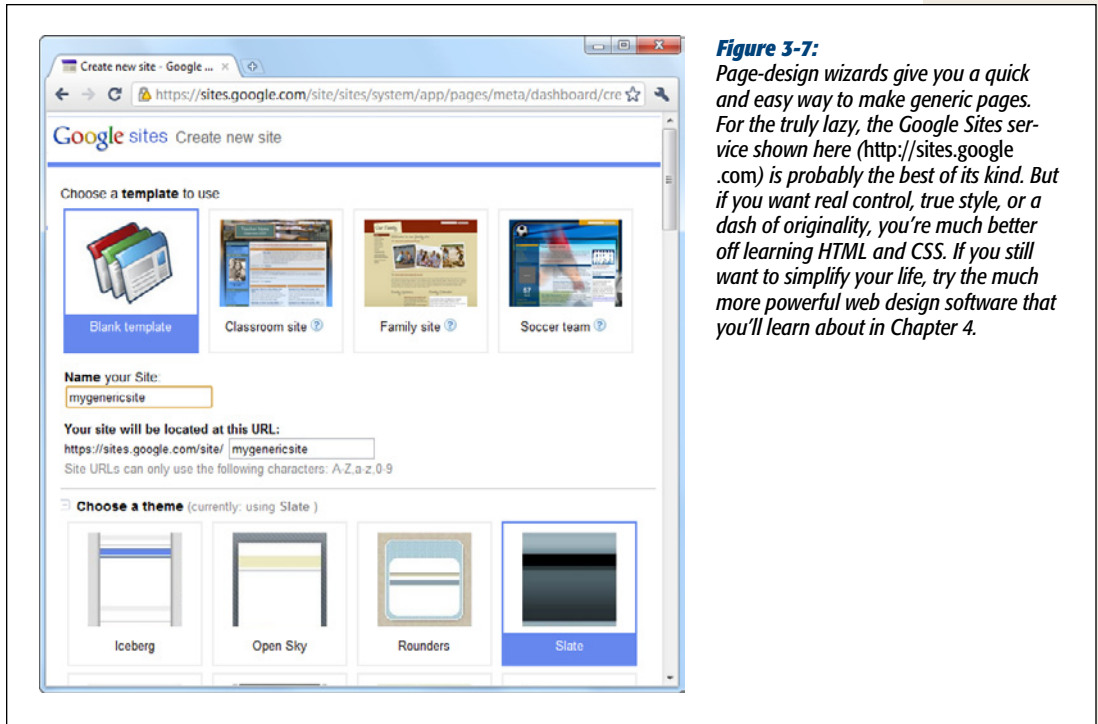 Create new site - Google ...
https://sites.google.com/site/sites/system/app/pages/meta/dashboard/cre
Google sites Create new site
Choose a template to use
Blank template
Classroom site ?
Family site ?
Soccer team ?
Name your Site:
mygenericsite
Your site will be located at this URL:
https://sites.google.com/site/ mygenericsite
Site URLs can only use the following characters: A-Z,a-z,0-9
Choose a theme (currently: using Slate )
Iceberg
Open Sky
Rounders
Slate
Figure 3-7:
Page-design wizards give you a quick
and easy way to make generic pages.
For the truly lazy, the Google Sites ser-
vice shown here (http://sites.google
.com) is probably the best of its kind. But
if you want real control, true style, or a
dash of originality, you're much better
off learning HTML and CSS. If you still
want to simplify your life, try the much
more powerful web design software that
you'll learn about in Chapter 4.